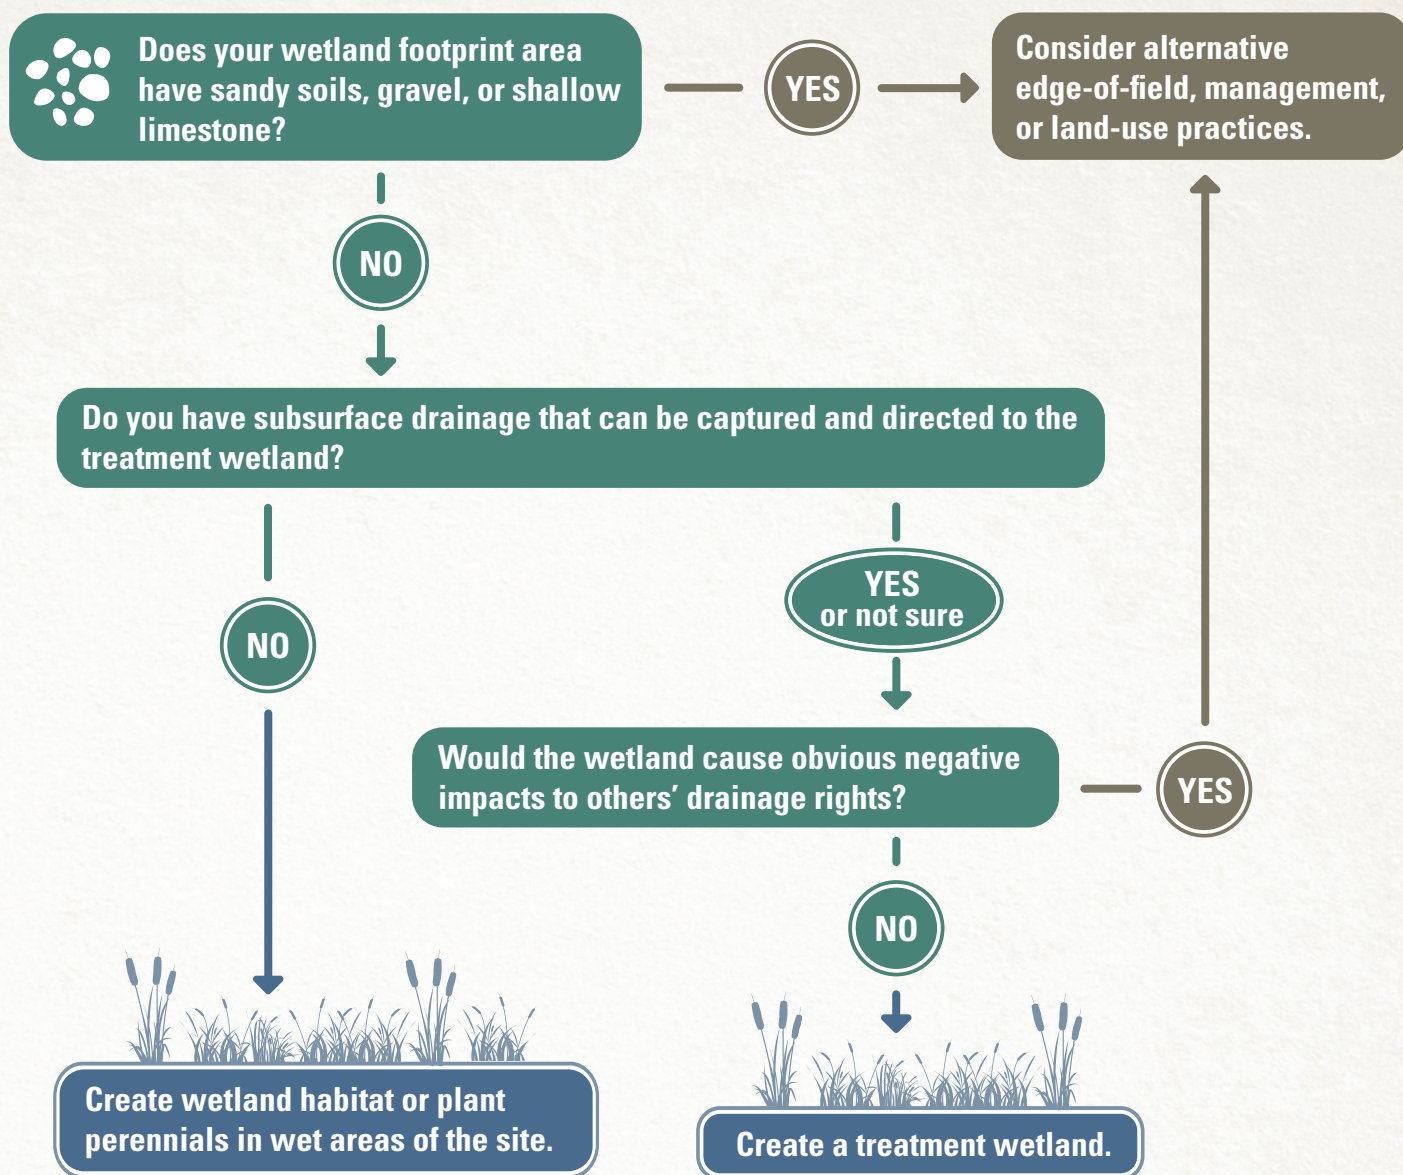 Does your wetland footprint area
have sandy soils, gravel, or shallow
limestone?
YES
Consider alternative
edge-of-field, management,
or land-use practices.
NO
Do you have subsurface drainage that can be captured and directed to the
treatment wetland?
NO
YES
or not sure
Would the wetland cause obvious negative
impacts to others’ drainage rights?
YES
NO
Create wetland habitat or plant
perennials in wet areas of the site.
Create a treatment wetland.